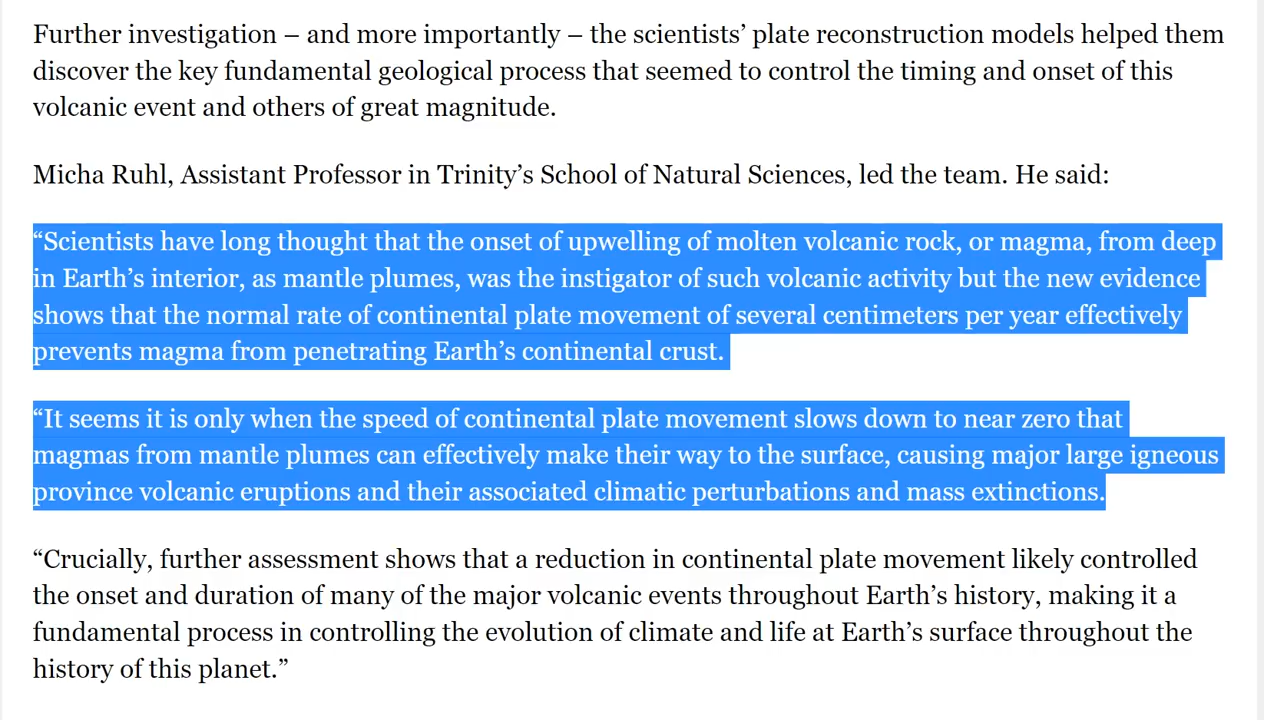 Further investigation – and more importantly – the scientists’ plate reconstruction models helped them
discover the key fundamental geological process that seemed to control the timing and onset of this
volcanic event and others of great magnitude.
Micha Ruhl, Assistant Professor in Trinity’s School of Natural Sciences, led the team. He said:
“Scientists have long thought that the onset of upwelling of molten volcanic rock, or magma, from deep
in Earth’s interior, as mantle plumes, was the instigator of such volcanic activity but the new evidence
shows that the normal rate of continental plate movement of several centimeters per year effectively
prevents magma from penetrating Earth’s continental crust.
“It seems it is only when the speed of continental plate movement slows down to near zero that
magmas from mantle plumes can effectively make their way to the surface, causing major large igneous
province volcanic eruptions and their associated climatic perturbations and mass extinctions.
“Crucially, further assessment shows that a reduction in continental plate movement likely controlled
the onset and duration of many of the major volcanic events throughout Earth’s history, making it a
fundamental process in controlling the evolution of climate and life at Earth’s surface throughout the
history of this planet.”